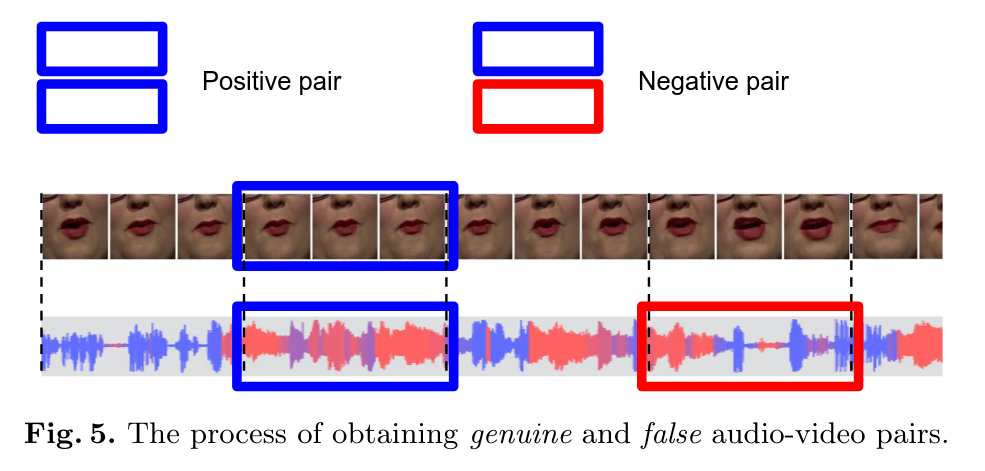 Positive pair
Negative pair
Fig. 5. The process of obtaining genuine and false audio-video pairs.